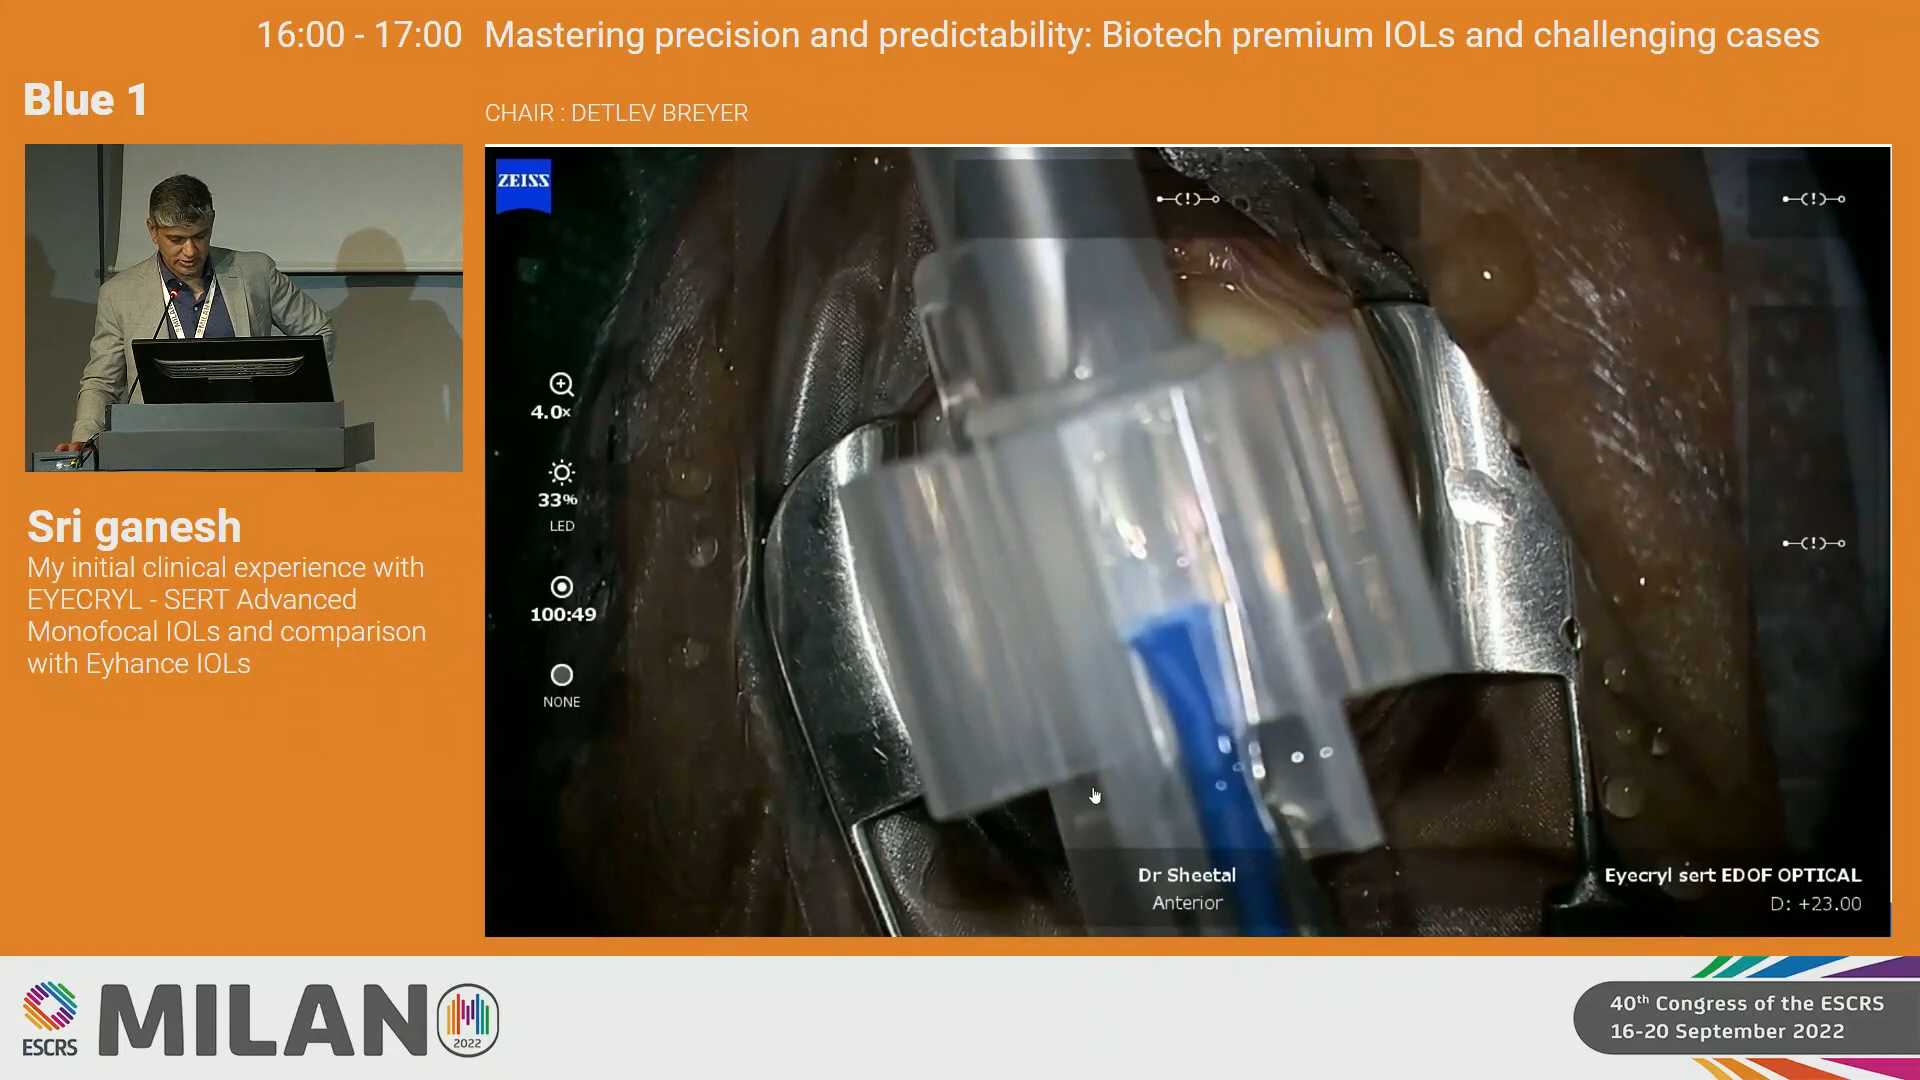 16:00 - 17:00 Mastering precision and predictability: Biotech premium IOLs and challenging cases
Blue 1
CHAIR : DETLEV BREYER
ZEISS
4.0x
33%
LED
100:49
NONE
Dr Sheetal
Anterior
Eyecryl sert EDOF OPTICAL
D: +23.00
Sri ganesh
My initial clinical experience with
EYECRYL - SERT Advanced
Monofocal IOLs and comparison
with Eyhance IOLs
ESCRS
MILAN
2022
40th Congress of the ESCRS
16-20 September 2022